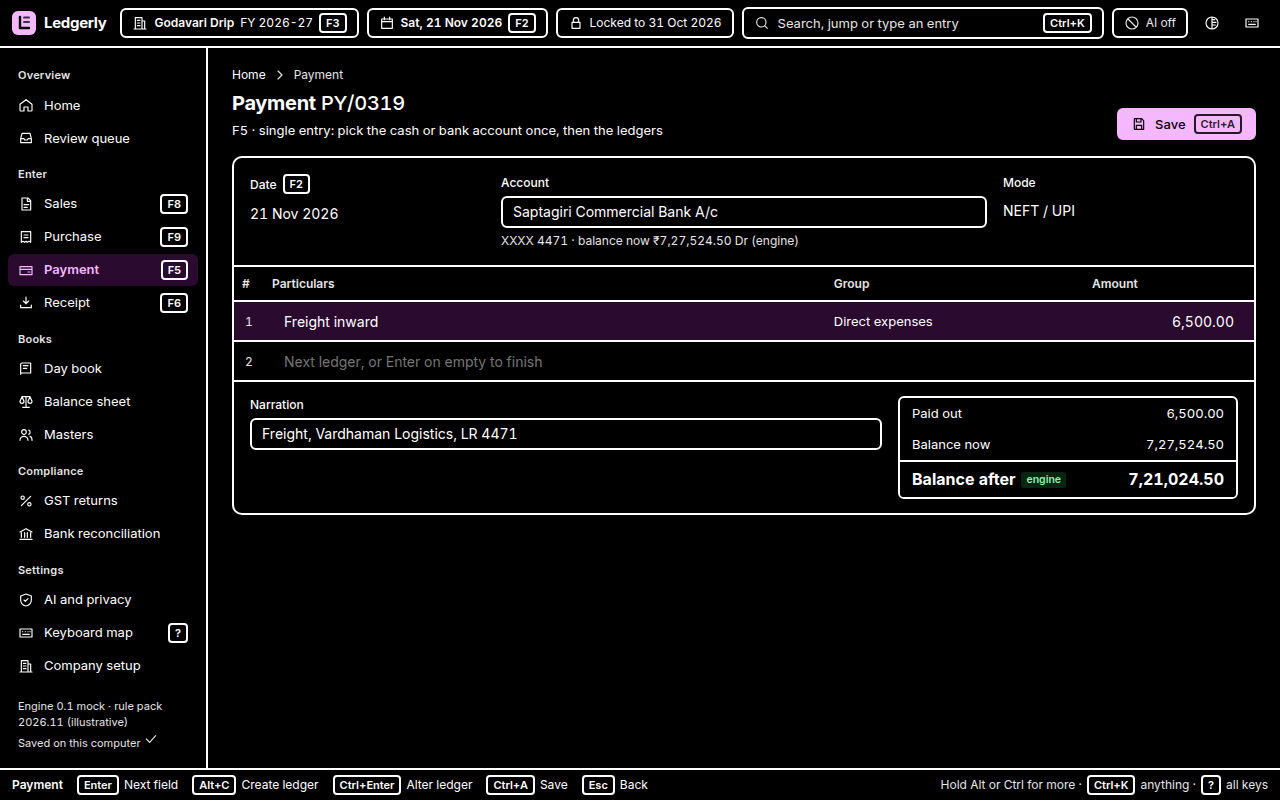 Ledgerly
Godavari Drip FY 2026-27 F3
Sat, 21 Nov 2026 F2
Locked to 31 Oct 2026
Search, jump or type an entry Ctrl+K
AI off
Overview
Home
Review queue
Enter
Sales F8
Purchase F9
Payment F5
Receipt F6
Books
Day book
Balance sheet
Masters
Compliance
GST returns
Bank reconciliation
Settings
AI and privacy
Keyboard map ?
Company setup
Engine 0.1 mock · rule pack
2026.11 (illustrative)
Saved on this computer
Home > Payment
Payment PY/0319
F5 · single entry: pick the cash or bank account once, then the ledgers
Save Ctrl+A
Date F2
21 Nov 2026
Account
Saptagiri Commercial Bank A/c
XXXX 4471 · balance now ₹7,27,524.50 Dr (engine)
Mode
NEFT / UPI
# Particulars Group Amount
1 Freight inward Direct expenses 6,500.00
2 Next ledger, or Enter on empty to finish
Narration
Freight, Vardhaman Logistics, LR 4471
Paid out 6,500.00
Balance now 7,27,524.50
Balance after engine 7,21,024.50
Payment Enter Next field Alt+C Create ledger Ctrl+Enter Alter ledger Ctrl+A Save Esc Back
Hold Alt or Ctrl for more · Ctrl+K anything · ? all keys